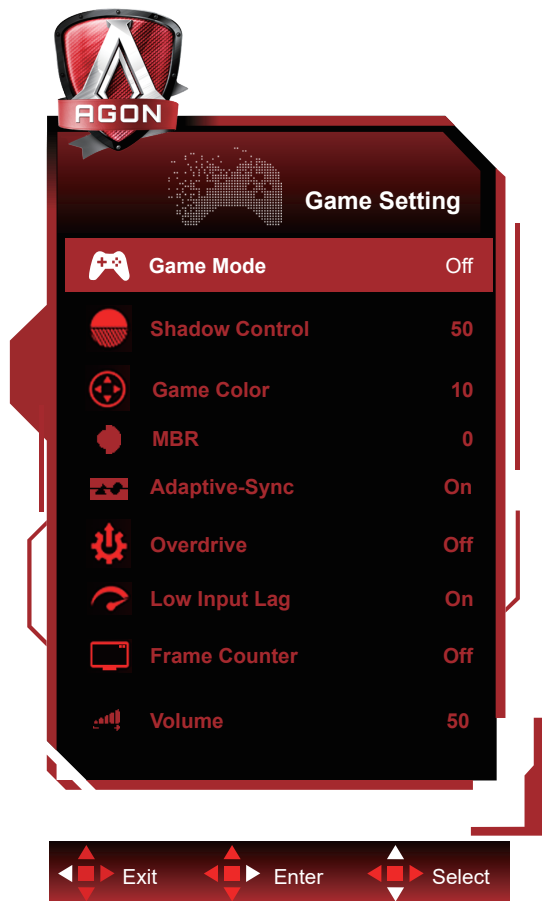 AGON
Game Setting
Game Mode Off
Shadow Control 50
Game Color 10
MBR 0
Adaptive-Sync On
Overdrive Off
Low Input Lag On
Frame Counter Off
Volume 50
Exit Enter Select